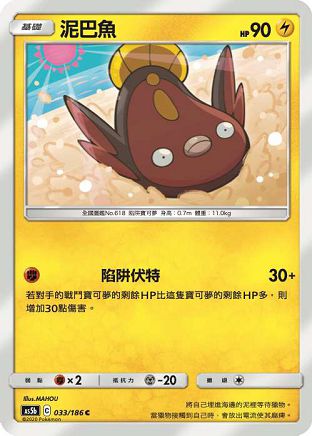 基礎 泥巴魚 HP 90
全國圖鑑No.618 陷阱寶可夢 身高：0.7m 體重：11.0kg
陷阱伏特 30+
若對手的戰鬥寶可夢的剩餘HP比這隻寶可夢的剩餘HP多，則
增加30點傷害。
弱點 ×2 抵抗力 -20 撤退
Illus.MAHOU
AS5b C 033/186 C
©2020 Pokémon
將自己埋進海邊的泥裡等待獵物。
當獵物接觸到自己時，會放出電流使其麻痺。